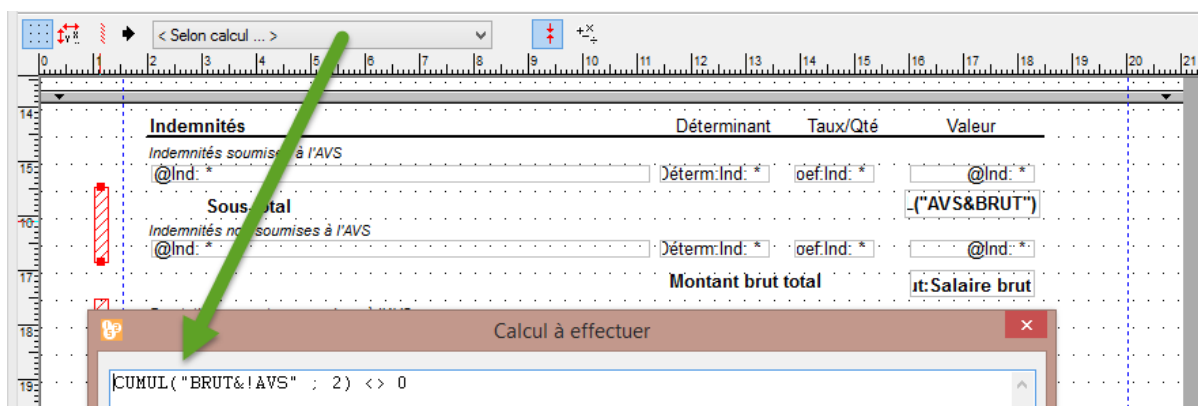 < Selon calcul ... >
0 1 2 3 4 5 6 7 8 9 10 11 12 13 14 15 16 17 18 19 20 21
14
Indemnités Déterminant Taux/Qté Valeur
Indemnités soumises à l'AVS
15 @Ind: * Déterm:Ind: * oef:Ind: * @Ind: *
Sous-total _("AVS&BRUT")
Indemnités non soumises à l'AVS
@Ind: * Déterm:Ind: * oef:Ind: * @Ind: *
17 Montant brut total ut:Salaire brut
18 Calcul à effectuer
19 CUMUL("BRUT&!AVS" ; 2) <> 0